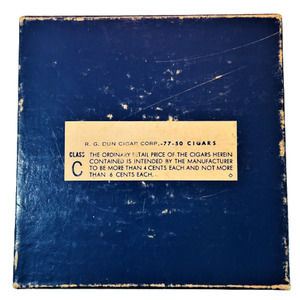 R. G. DUN CIGAR CORP.-77-50 CIGARS
CLASS
C
THE ORDINARY RETAIL PRICE OF THE CIGARS HEREIN
CONTAINED IS INTENDED BY THE MANUFACTURER
TO BE MORE THAN 4 CENTS EACH AND NOT MORE
THAN 6 CENTS EACH.